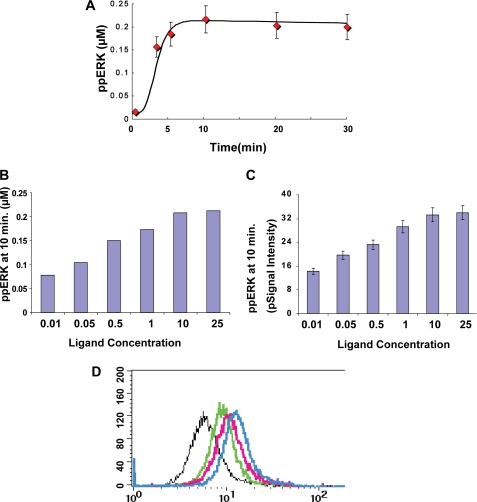 A
ppERK (µM)
0.25
0.2
0.15
0.1
0.05
0
0
5
10
20
30
Time(min)
B
ppERK at 10 min. (µM)
0.25
0.2
0.15
0.1
0.05
0
0.01 0.05 0.5 1 10 25
Ligand Concentration
C
ppERK at 10 min.
(pSignal Intensity)
40
32
24
16
8
0
0.01 0.05 0.5 1 10 25
Ligand Concentration
D
200
160
120
80
40
0
10⁰ 10¹ 10²